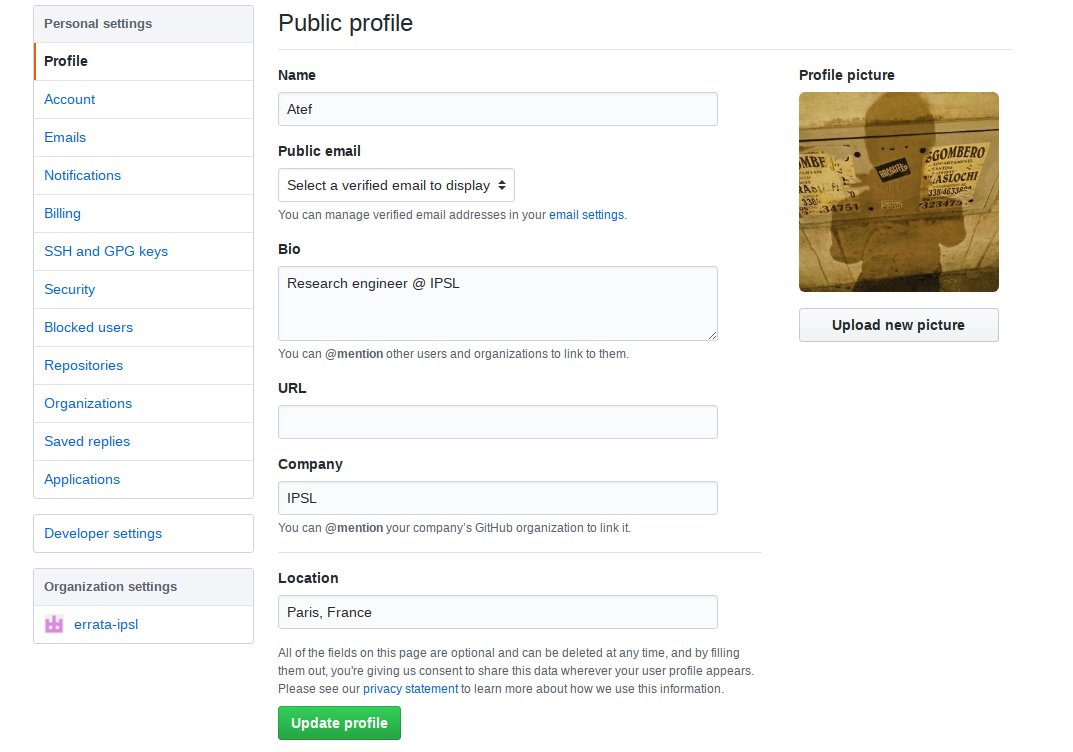 Personal settings
Profile
Account
Emails
Notifications
Billing
SSH and GPG keys
Security
Blocked users
Repositories
Organizations
Saved replies
Applications
Developer settings
Organization settings
errata-ipsl
Public profile
Name
Atef
Public email
Select a verified email to display
You can manage verified email addresses in your email settings.
Bio
Research engineer @ IPSL
You can @mention other users and organizations to link to them.
URL
Company
IPSL
You can @mention your company’s GitHub organization to link it.
Location
Paris, France
All of the fields on this page are optional and can be deleted at any time, and by filling
them out, you're giving us consent to share this data wherever your user profile appears.
Please see our privacy statement to learn more about how we use this information.
Update profile
Profile picture
SGOMBERO
34751
Upload new picture